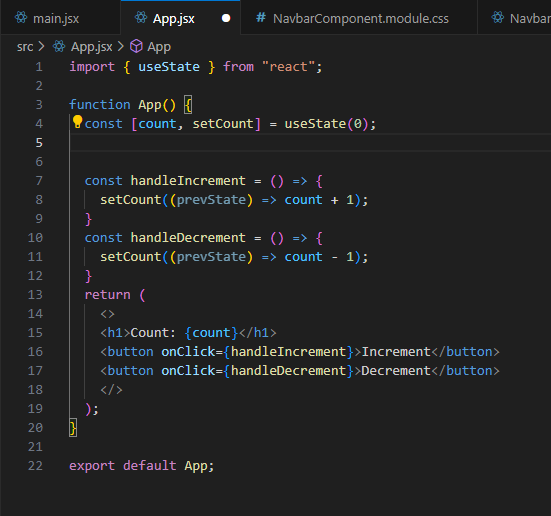 main.jsx App.jsx NavbarComponent.module.css Nav
src > App.jsx > App
1 import { useState } from "react";
2
3 function App() {
4 const [count, setCount] = useState(0);
5
6
7 const handleIncrement = () => {
8 setCount((prevState) => count + 1);
9 }
10 const handleDecrement = () => {
11 setCount((prevState) => count - 1);
12 }
13 return (
14 <>
15 <h1>Count: {count}</h1>
16 <button onClick={handleIncrement}>Increment</button>
17 <button onClick={handleDecrement}>Decrement</button>
18 </>
19 );
20 }
21
22 export default App;